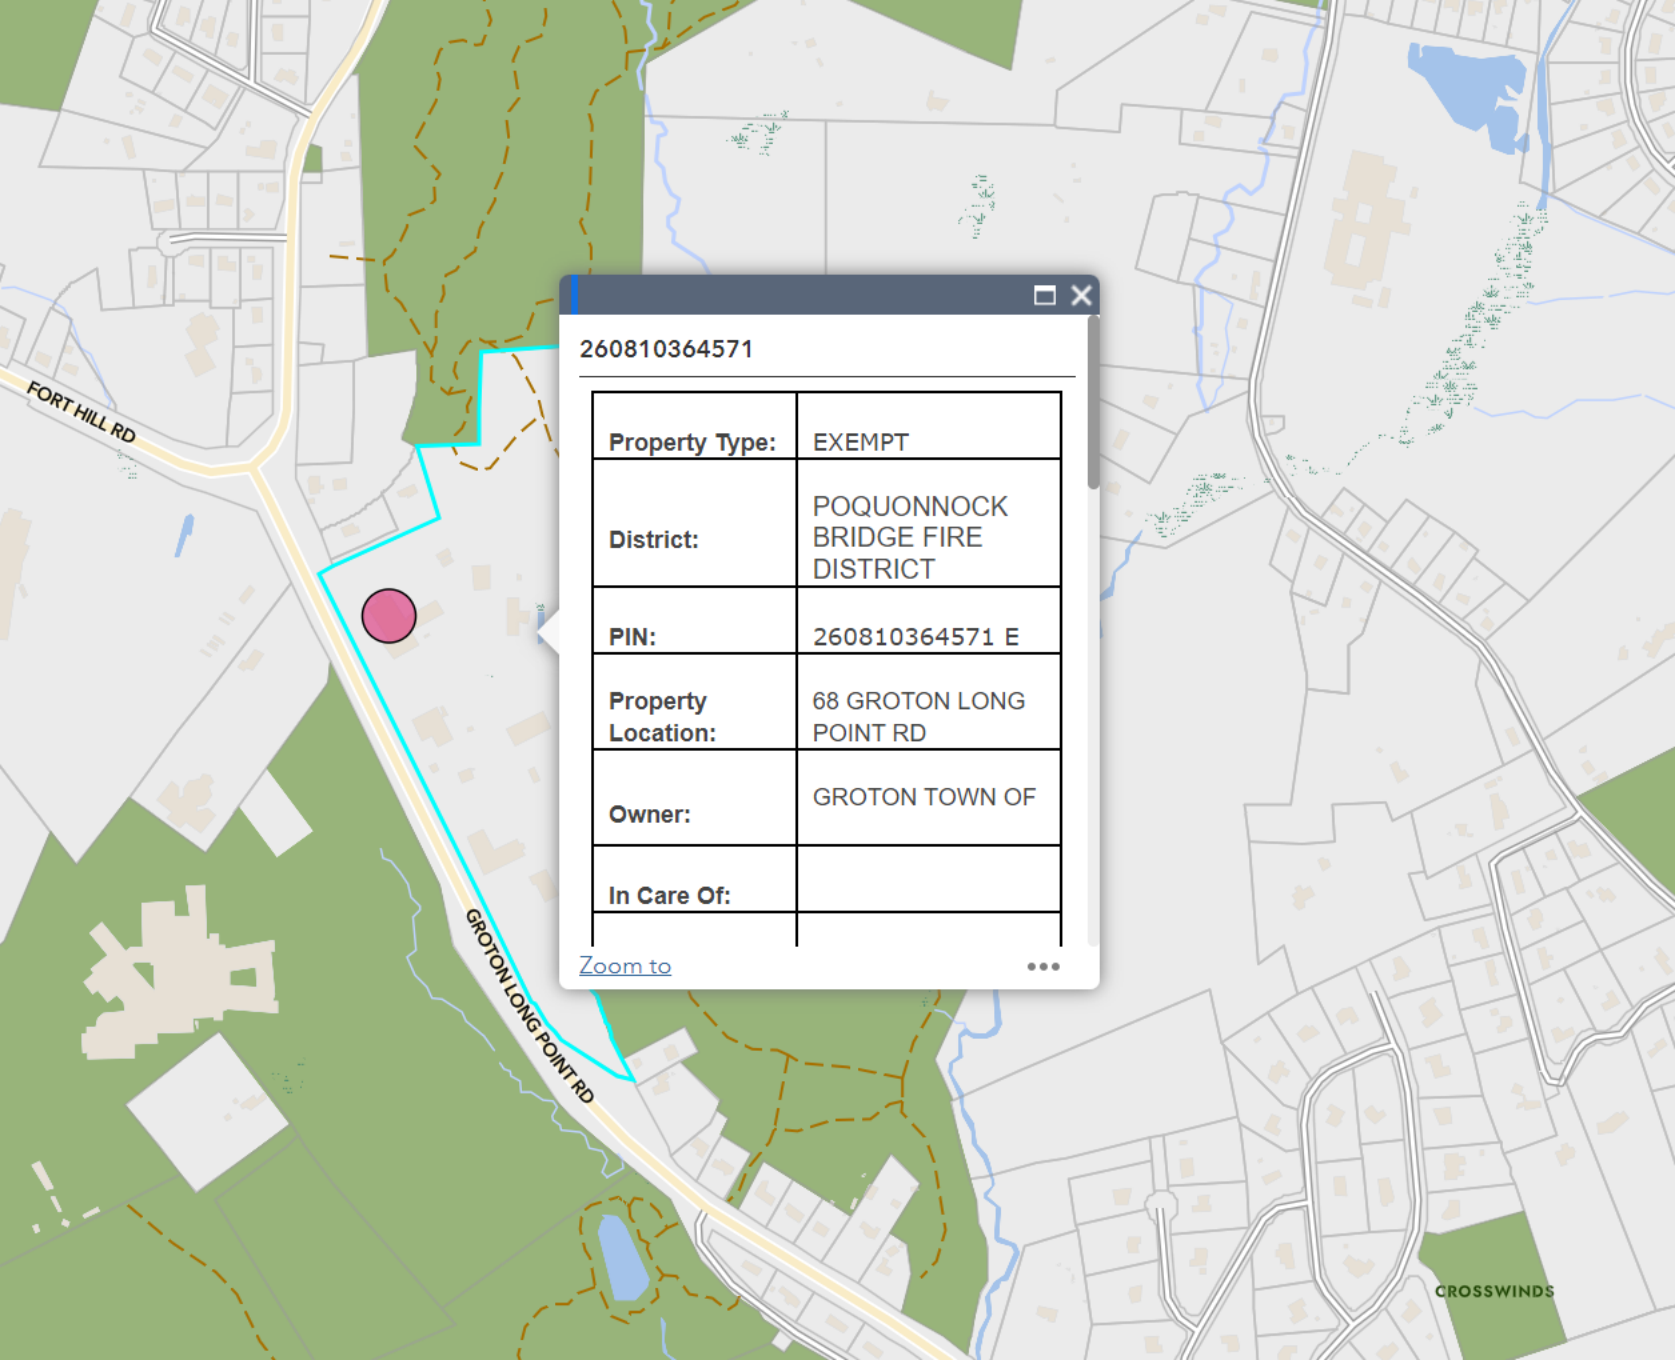 FORT HILL RD
260810364571
Property Type: EXEMPT
District: POQUONNOCK
BRIDGE FIRE
DISTRICT
PIN: 260810364571 E
Property
Location:
68 GROTON LONG
POINT RD
Owner: GROTON TOWN OF
In Care Of:
Zoom to
GROTON LONG POINT RD
CROSSWINDS